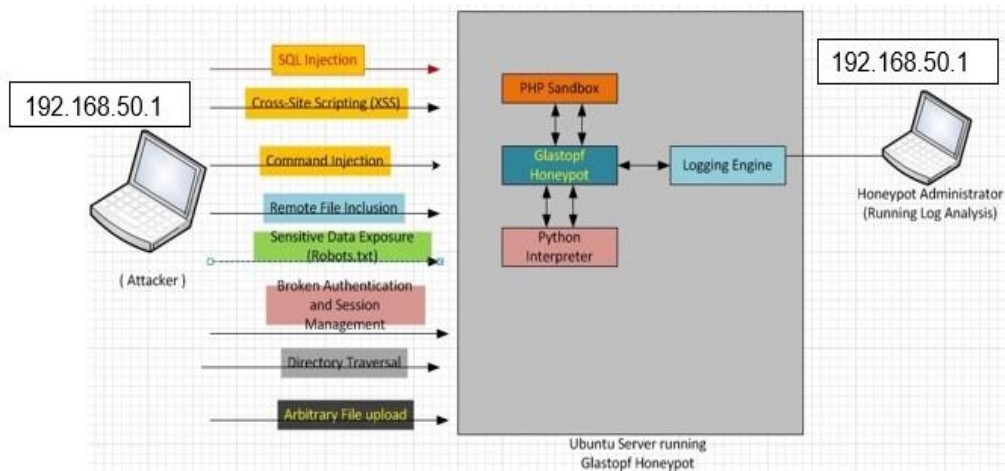 192.168.50.1
( Attacker )
SQL Injection
Cross-Site Scripting (XSS)
Command Injection
Remote File Inclusion
Sensitive Data Exposure
(Robots.txt)
Broken Authentication
and Session
Management
Directory Traversal
Arbitrary File upload
PHP Sandbox
Glastopf
Honeypot
Python
Interpreter
Logging Engine
Ubuntu Server running
Glastopf Honeypot
192.168.50.1
Honeypot Administrator
(Running Log Analysis)